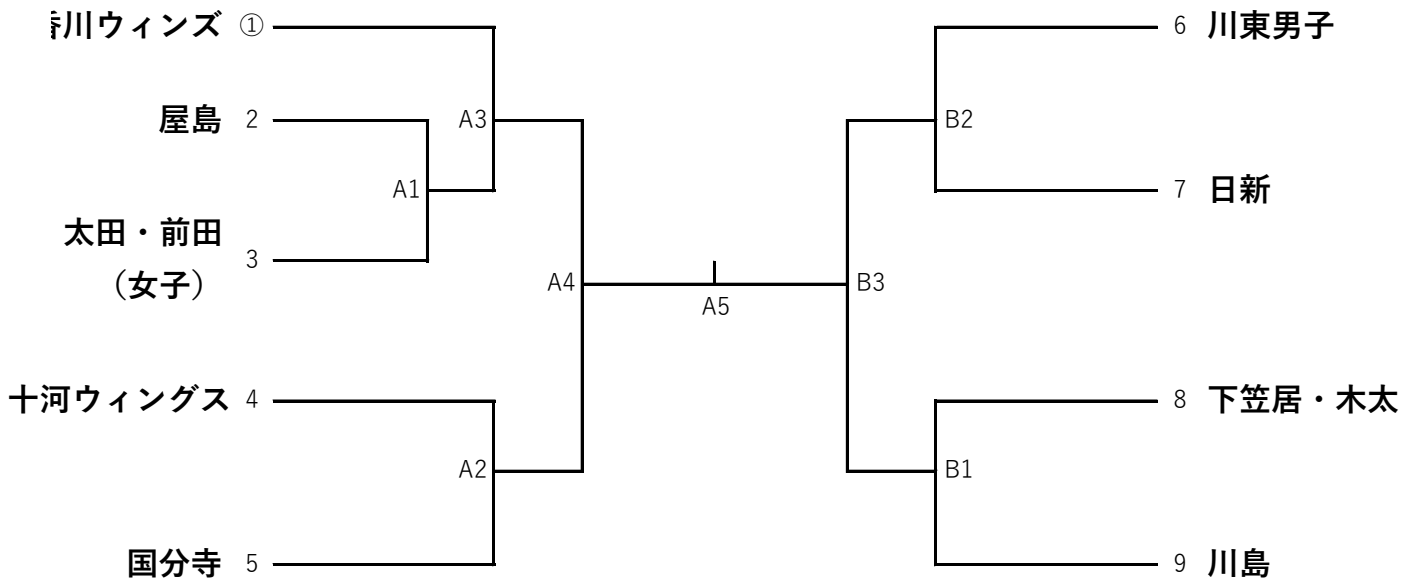 川ウィンズ ①
屋島 2
太田・前田
（女子） 3
十河ウィングス 4
国分寺 5
A3
A1
A4
A2
A5
6 川東男子
B2
7 日新
B3
8 下笠居・木太
B1
9 川島